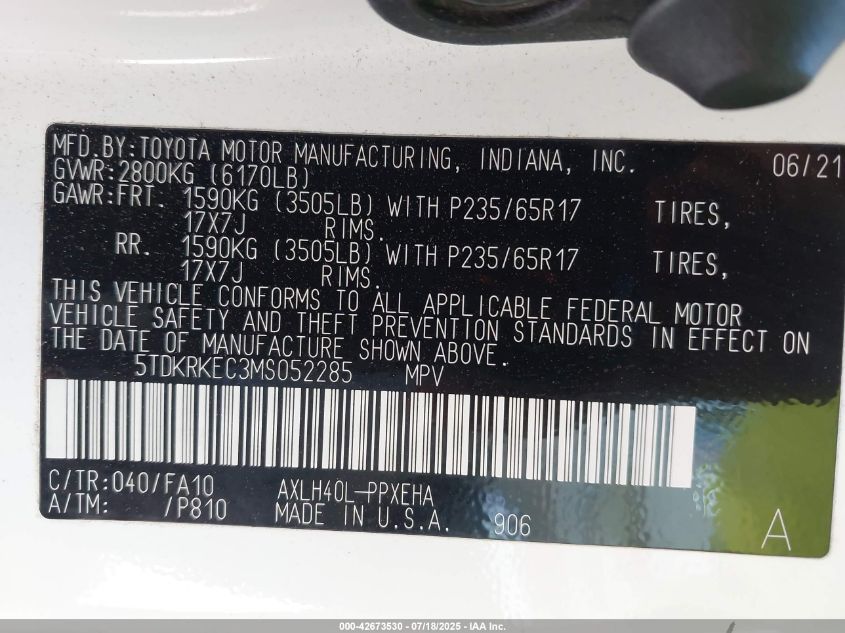 MFD.BY:TOYOTA MOTOR MANUFACTURING, INDIANA, INC. 06/21
GVWR:2800KG (6170LB)
GAWR:FRT. 1590KG (3505LB) WITH P235/65R17 TIRES,
17X7J RIMS.
RR. 1590KG (3505LB) WITH P235/65R17 TIRES,
17X7J RIMS.
THIS VEHICLE CONFORMS TO ALL APPLICABLE FEDERAL MOTOR
VEHICLE SAFETY AND THEFT PREVENTION STANDARDS IN EFFECT ON
THE DATE OF MANUFACTURE SHOWN ABOVE.
5TDKRKEC3MS052285 MPV
C/TR:040/FA10 AXLH40L-PPXEHA
A/TM: /P810 MADE IN U.S.A. 906 A
000-42673530 - 07/18/2025 - IAA Inc.